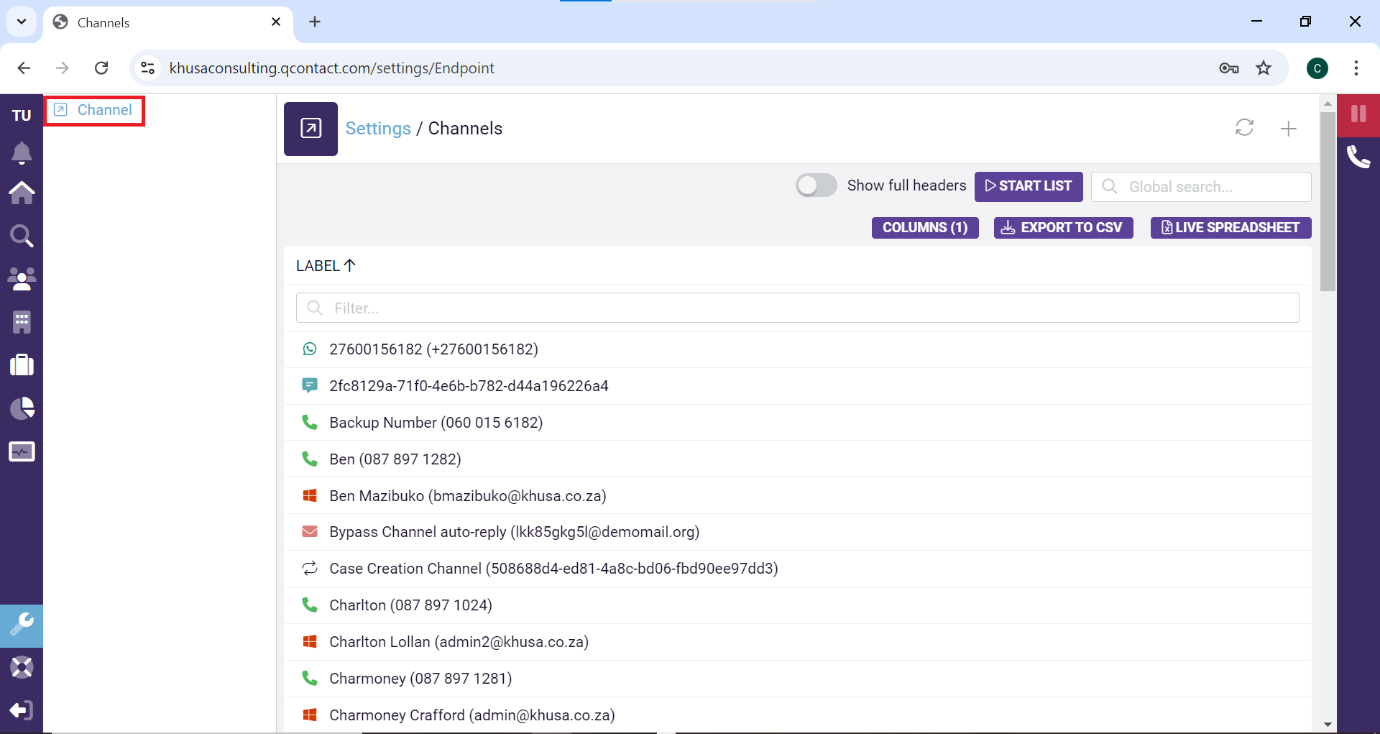 Channels
khusaconsulting.qcontact.com/settings/Endpoint
C
TU
Channel
Settings / Channels
Show full headers
START LIST
Global search...
COLUMNS (1)
EXPORT TO CSV
LIVE SPREADSHEET
LABEL
Filter...
27600156182 (+27600156182)
2fc8129a-71f0-4e6b-b782-d44a196226a4
Backup Number (060 015 6182)
Ben (087 897 1282)
Ben Mazibuko (bmazibuko@khusa.co.za)
Bypass Channel auto-reply (lkk85gkg5l@demomail.org)
Case Creation Channel (508688d4-ed81-4a8c-bd06-fbd90ee97dd3)
Charlton (087 897 1024)
Charlton Lollan (admin2@khusa.co.za)
Charmoney (087 897 1281)
Charmoney Crafford (admin@khusa.co.za)